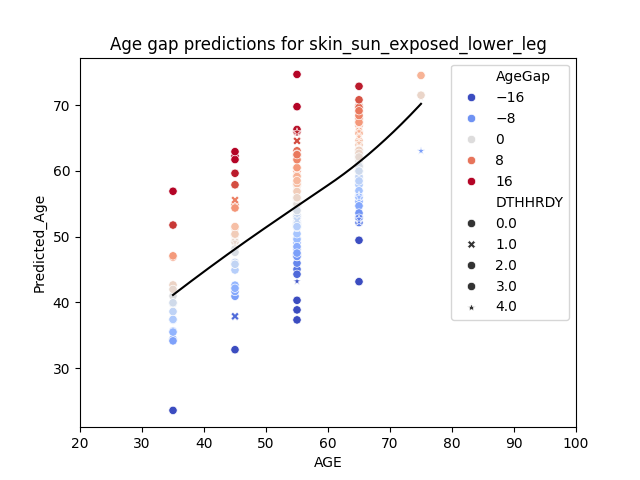 Age gap predictions for skin_sun_exposed_lower_leg
Predicted_Age
70
60
50
40
30
20 30 40 50 60 70 80 90 100
AGE
AgeGap
−16
−8
0
8
16
DTHHRDY
0.0
1.0
2.0
3.0
4.0